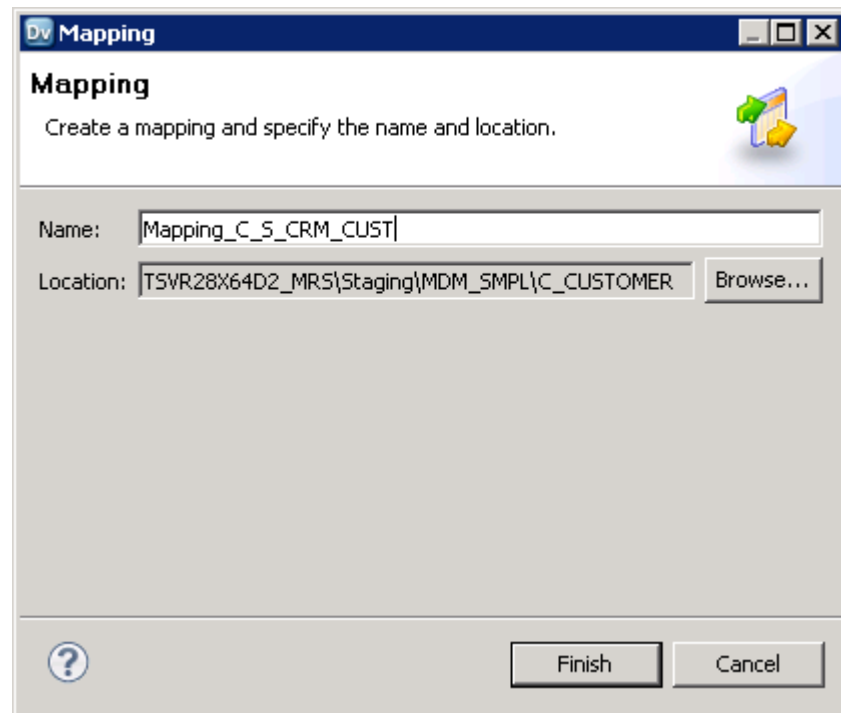 Dv Mapping
Mapping
Create a mapping and specify the name and location.
Name: Mapping_C_S_CRM_CUST
Location: TSVR28X64D2_MRS\Staging\MDM_SMPL\C_CUSTOMER Browse...
? Finish Cancel